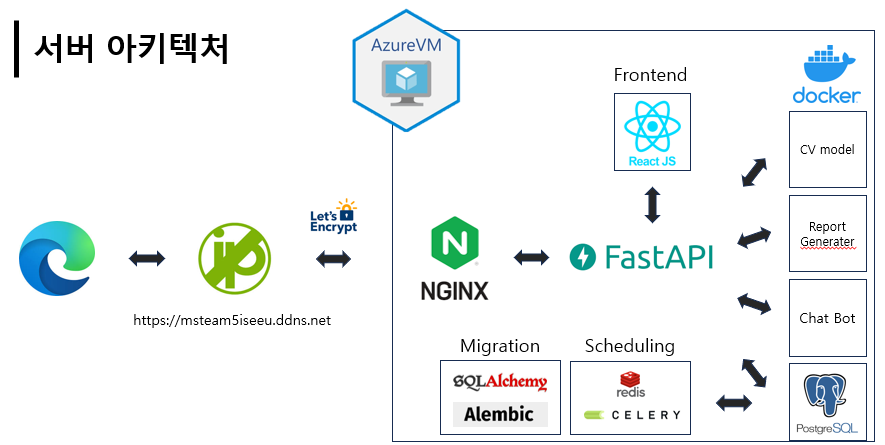 서버 아키텍처
AzureVM
Frontend
React JS
docker
CV model
Let's
Encrypt
Report
Generater
NGINX
FastAPI
https://msteam5iseeu.ddns.net
Chat Bot
Migration
Scheduling
SQLAlchemy
Alembic
redis
CELERY
PostgreSQL